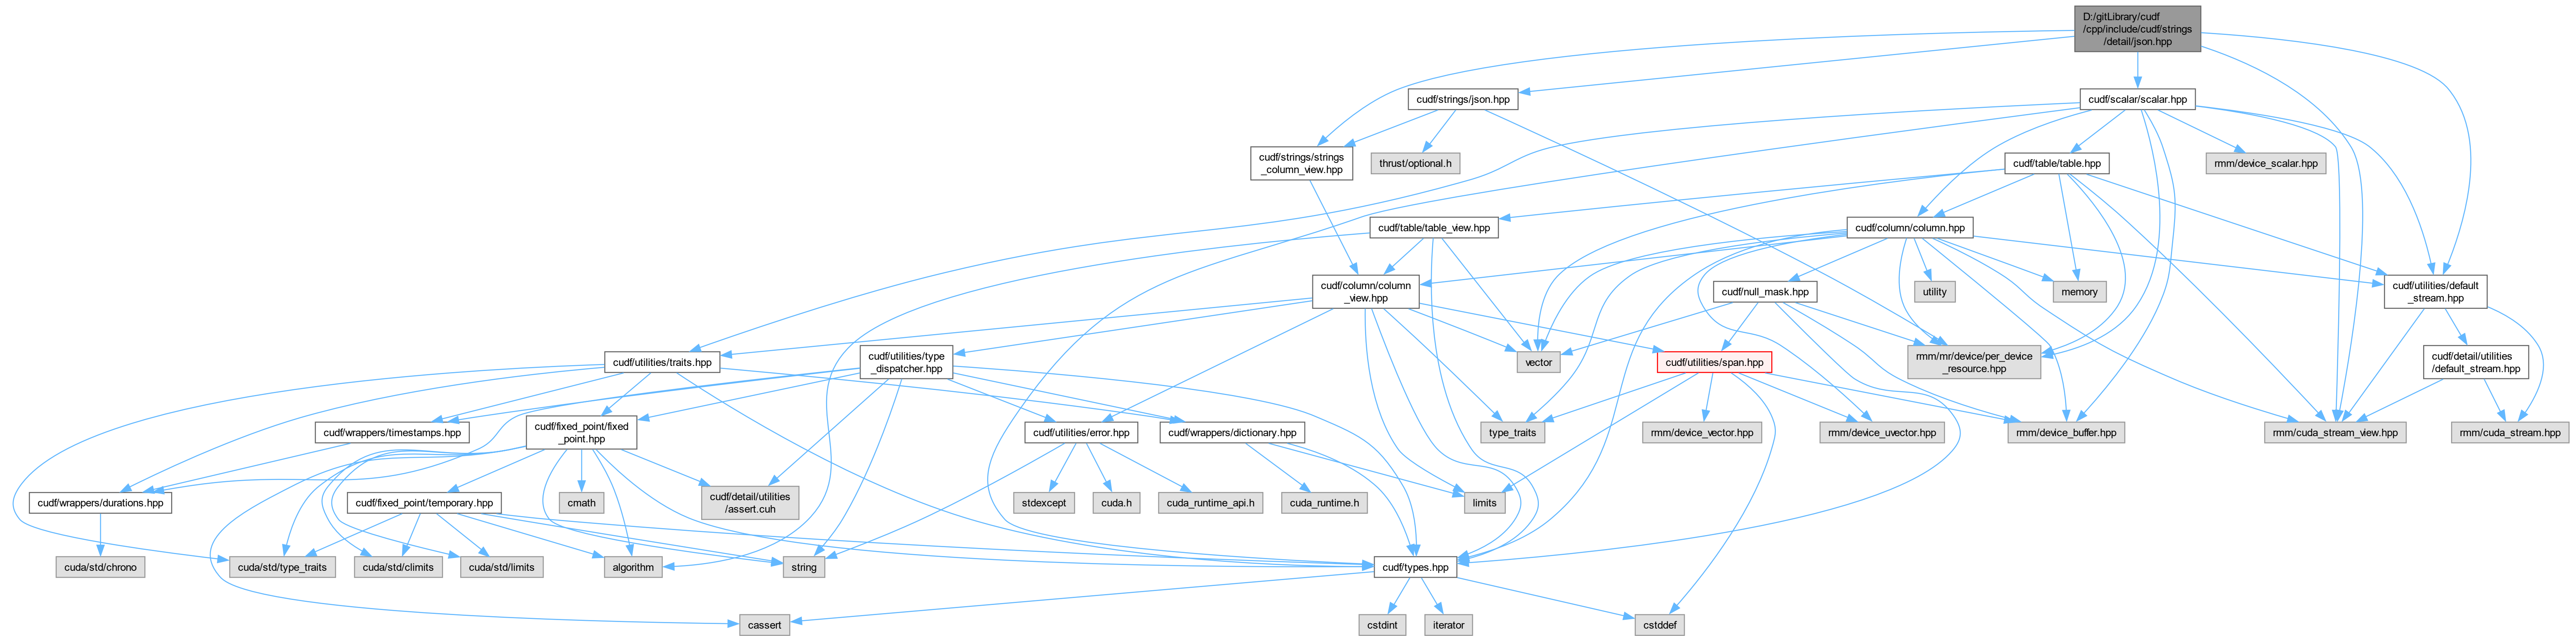 D:/gitLibrary/cudf
/cpp/include/cudf/strings
/detail/json.hpp
cudf/strings/json.hpp
cudf/scalar/scalar.hpp
cudf/strings/strings
_column_view.hpp
thrust/optional.h
cudf/table/table.hpp
rmm/device_scalar.hpp
cudf/table/table_view.hpp
cudf/column/column.hpp
cudf/column/column
_view.hpp
cudf/null_mask.hpp
utility
memory
cudf/utilities/default
_stream.hpp
cudf/utilities/traits.hpp
cudf/utilities/type
_dispatcher.hpp
vector
cudf/utilities/span.hpp
rmm/mr/device/per_device
_resource.hpp
cudf/detail/utilities
/default_stream.hpp
cudf/wrappers/timestamps.hpp
cudf/fixed_point/fixed
_point.hpp
cudf/utilities/error.hpp
cudf/wrappers/dictionary.hpp
type_traits
rmm/device_vector.hpp
rmm/device_uvector.hpp
rmm/device_buffer.hpp
rmm/cuda_stream_view.hpp
rmm/cuda_stream.hpp
cudf/wrappers/durations.hpp
cudf/fixed_point/temporary.hpp
cmath
cudf/detail/utilities
/assert.cuh
stdexcept
cuda.h
cuda_runtime_api.h
cuda_runtime.h
limits
cuda/std/chrono
cuda/std/type_traits
cuda/std/climits
cuda/std/limits
algorithm
string
cudf/types.hpp
cassert
cstdint
iterator
cstddef